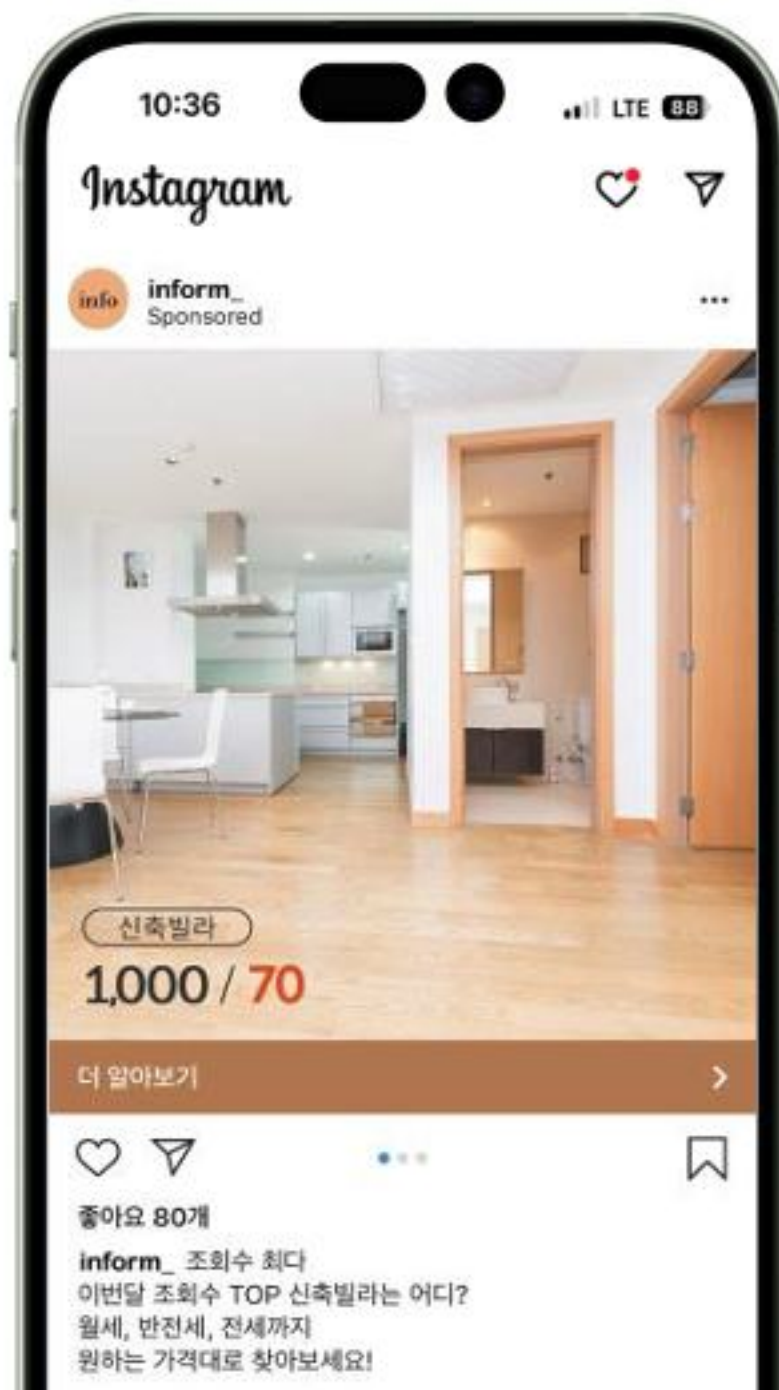 10:36 LTE 88
Instagram
info
inform_
Sponsored
신축빌라
1,000 / 70
더 알아보기
좋아요 80개
inform_ 조회수 최다
이번달 조회수 TOP 신축빌라는 어디?
월세, 반전세, 전세까지
원하는 가격대로 찾아보세요!